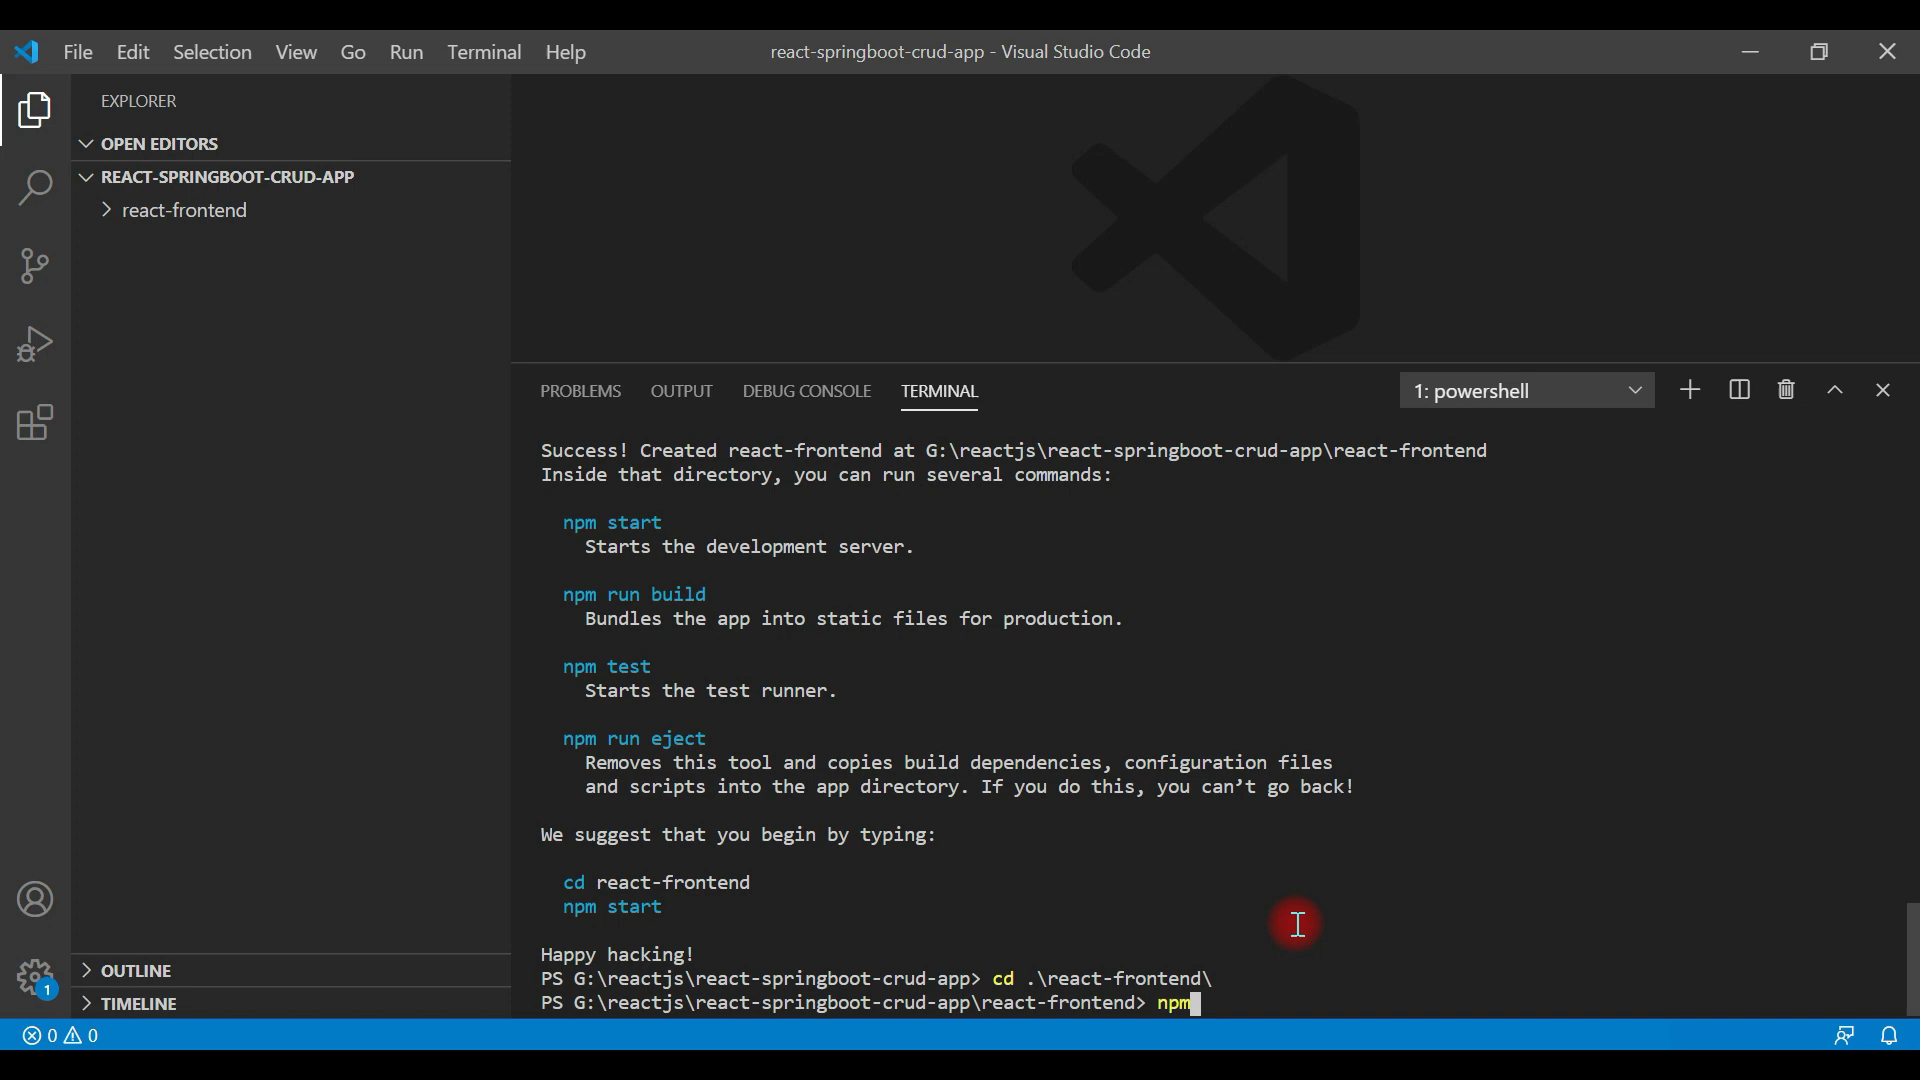 File Edit Selection View Go Run Terminal Help
react-springboot-crud-app - Visual Studio Code
EXPLORER
OPEN EDITORS
REACT-SPRINGBOOT-CRUD-APP
react-frontend
OUTLINE
TIMELINE
PROBLEMS OUTPUT DEBUG CONSOLE TERMINAL
1: powershell
Success! Created react-frontend at G:\reactjs\react-springboot-crud-app\react-frontend
Inside that directory, you can run several commands:
npm start
Starts the development server.
npm run build
Bundles the app into static files for production.
npm test
Starts the test runner.
npm run eject
Removes this tool and copies build dependencies, configuration files
and scripts into the app directory. If you do this, you can’t go back!
We suggest that you begin by typing:
cd react-frontend
npm start
Happy hacking!
PS G:\reactjs\react-springboot-crud-app> cd .\react-frontend\
PS G:\reactjs\react-springboot-crud-app\react-frontend> npm
1
0 0